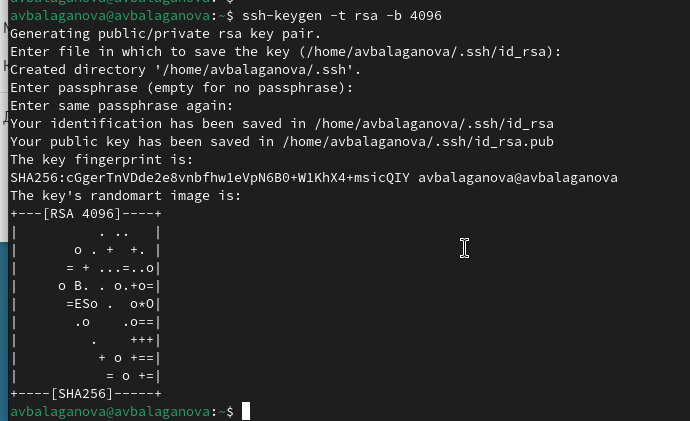 avbalaganova@avbalaganova:~$ ssh-keygen -t rsa -b 4096
Generating public/private rsa key pair.
Enter file in which to save the key (/home/avbalaganova/.ssh/id_rsa):
Created directory '/home/avbalaganova/.ssh'.
Enter passphrase (empty for no passphrase):
Enter same passphrase again:
Your identification has been saved in /home/avbalaganova/.ssh/id_rsa
Your public key has been saved in /home/avbalaganova/.ssh/id_rsa.pub
The key fingerprint is:
SHA256:cGgerTnVDde2e8vnbfhw1eVpN6B0+W1KhX4+msicQIY avbalaganova@avbalaganova
The key's randomart image is:
+---[RSA 4096]----+
|          . ..   |
|       o . +  +. |
|      = + ...=..o|
|     o B. . o.+o=|
|      =ESo .  o*O|
|       .o    .o==|
|         .    +++|
|          + o +==|
|           = o +=|
+----[SHA256]-----+
avbalaganova@avbalaganova:~$